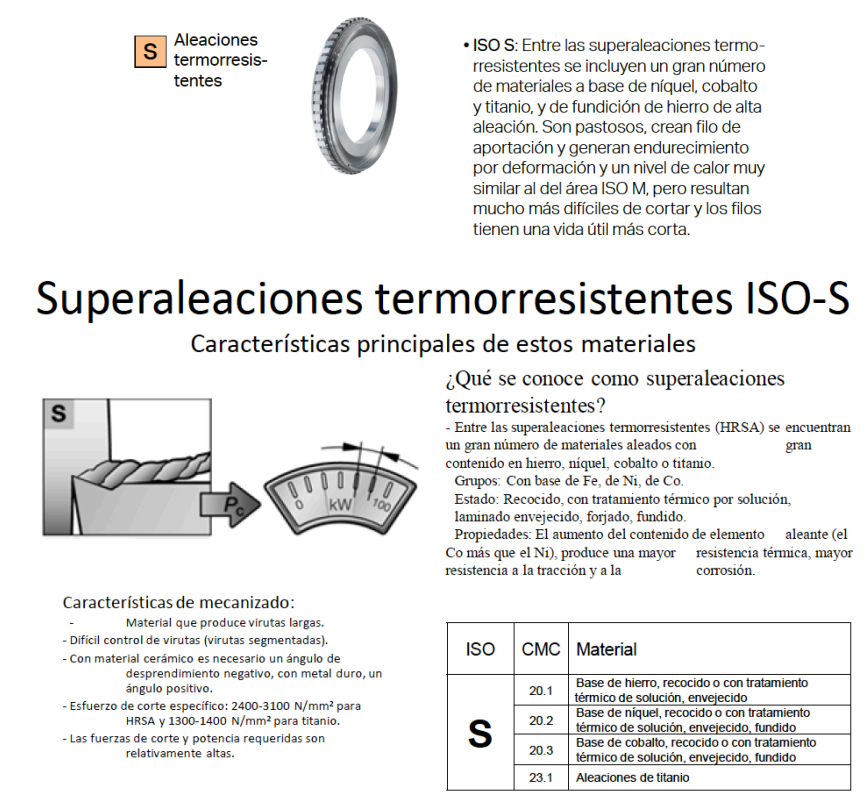 S
Aleaciones
termorresis-
tentes
• ISO S: Entre las superaleaciones termo-
rresistentes se incluyen un gran número
de materiales a base de níquel, cobalto
y titanio, y de fundición de hierro de alta
aleación. Son pastosos, crean filo de
aportación y generan endurecimiento
por deformación y un nivel de calor muy
similar al del área ISO M, pero resultan
mucho más difíciles de cortar y los filos
tienen una vida útil más corta.
Superaleaciones termorresistentes ISO-S
Características principales de estos materiales
S
Pc
0 kW 100
¿Qué se conoce como superaleaciones
termorresistentes?
- Entre las superaleaciones termorresistentes (HRSA) se encuentran
un gran número de materiales aleados con gran
contenido en hierro, níquel, cobalto o titanio.
Grupos: Con base de Fe, de Ni, de Co.
Estado: Recocido, con tratamiento térmico por solución,
laminado envejecido, forjado, fundido.
Propiedades: El aumento del contenido de elemento aleante (el
Co más que el Ni), produce una mayor resistencia térmica, mayor
resistencia a la tracción y a la corrosión.
Características de mecanizado:
- Material que produce virutas largas.
- Difícil control de virutas (virutas segmentadas).
- Con material cerámico es necesario un ángulo de
desprendimiento negativo, con metal duro, un
ángulo positivo.
- Esfuerzo de corte específico: 2400-3100 N/mm² para
HRSA y 1300-1400 N/mm² para titanio.
- Las fuerzas de corte y potencia requeridas son
relativamente altas.
ISO CMC Material
S
20.1 Base de hierro, recocido o con tratamiento
térmico de solución, envejecido
20.2 Base de níquel, recocido o con tratamiento
térmico de solución, envejecido, fundido
20.3 Base de cobalto, recocido o con tratamiento
térmico de solución, envejecido, fundido
23.1 Aleaciones de titanio